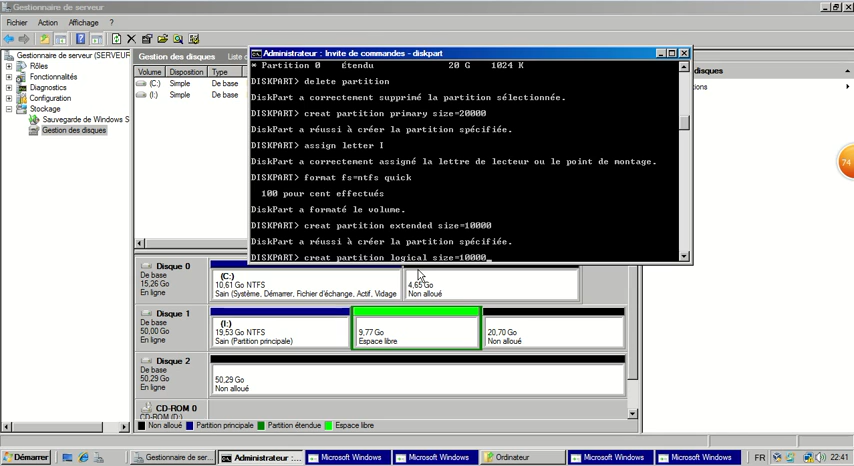 Gestionnaire de serveur
Fichier Action Affichage ?
Gestionnaire de serveur (SERVEUR
Rôles
Fonctionnalités
Diagnostics
Configuration
Stockage
Sauvegarde de Windows S
Gestion des disques
Gestion des disques Liste
Volume Disposition Type
(C:) Simple De base
(I:) Simple De base
Administrateur : Invite de commandes - diskpart
* Partition 0 Étendu 20 G 1024 K
DISKPART> delete partition
DiskPart a correctement supprimé la partition sélectionnée.
DISKPART> creat partition primary size=20000
DiskPart a réussi à créer la partition spécifiée.
DISKPART> assign letter I
DiskPart a correctement assigné la lettre de lecteur ou le point de montage.
DISKPART> format fs=ntfs quick
100 pour cent effectués
DiskPart a formaté le volume.
DISKPART> creat partition extended size=10000
DiskPart a réussi à créer la partition spécifiée.
DISKPART> creat partition logical size=10000_
disques
ions
74
Disque 0
De base
15,26 Go
En ligne
(C:)
10,61 Go NTFS
Sain (Système, Démarrer, Fichier d'échange, Actif, Vidage
4,65 Go
Non alloué
Disque 1
De base
50,00 Go
En ligne
(I:)
19,53 Go NTFS
Sain (Partition principale)
9,77 Go
Espace libre
20,70 Go
Non alloué
Disque 2
De base
50,29 Go
En ligne
50,29 Go
Non alloué
CD-ROM 0
CD-ROM (D:)
Non alloué Partition principale Partition étendue Espace libre
Démarrer Gestionnaire de ser... Administrateur :... Microsoft Windows Microsoft Windows Ordinateur Microsoft Windows Microsoft Windows FR 22:41